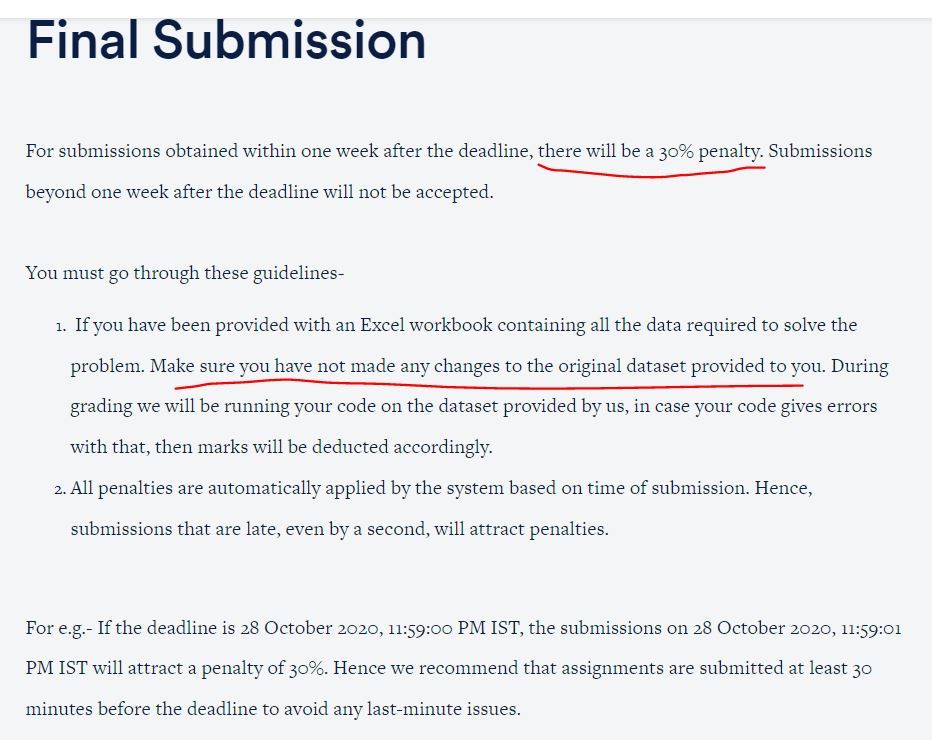 Final Submission
For submissions obtained within one week after the deadline, there will be a 30% penalty. Submissions
beyond one week after the deadline will not be accepted.
You must go through these guidelines-
1. If you have been provided with an Excel workbook containing all the data required to solve the
problem. Make sure you have not made any changes to the original dataset provided to you. During
grading we will be running your code on the dataset provided by us, in case your code gives errors
with that, then marks will be deducted accordingly.
2. All penalties are automatically applied by the system based on time of submission. Hence,
submissions that are late, even by a second, will attract penalties.
For e.g.- If the deadline is 28 October 2020, 11:59:00 PM IST, the submissions on 28 October 2020, 11:59:01
PM IST will attract a penalty of 30%. Hence we recommend that assignments are submitted at least 30
minutes before the deadline to avoid any last-minute issues.